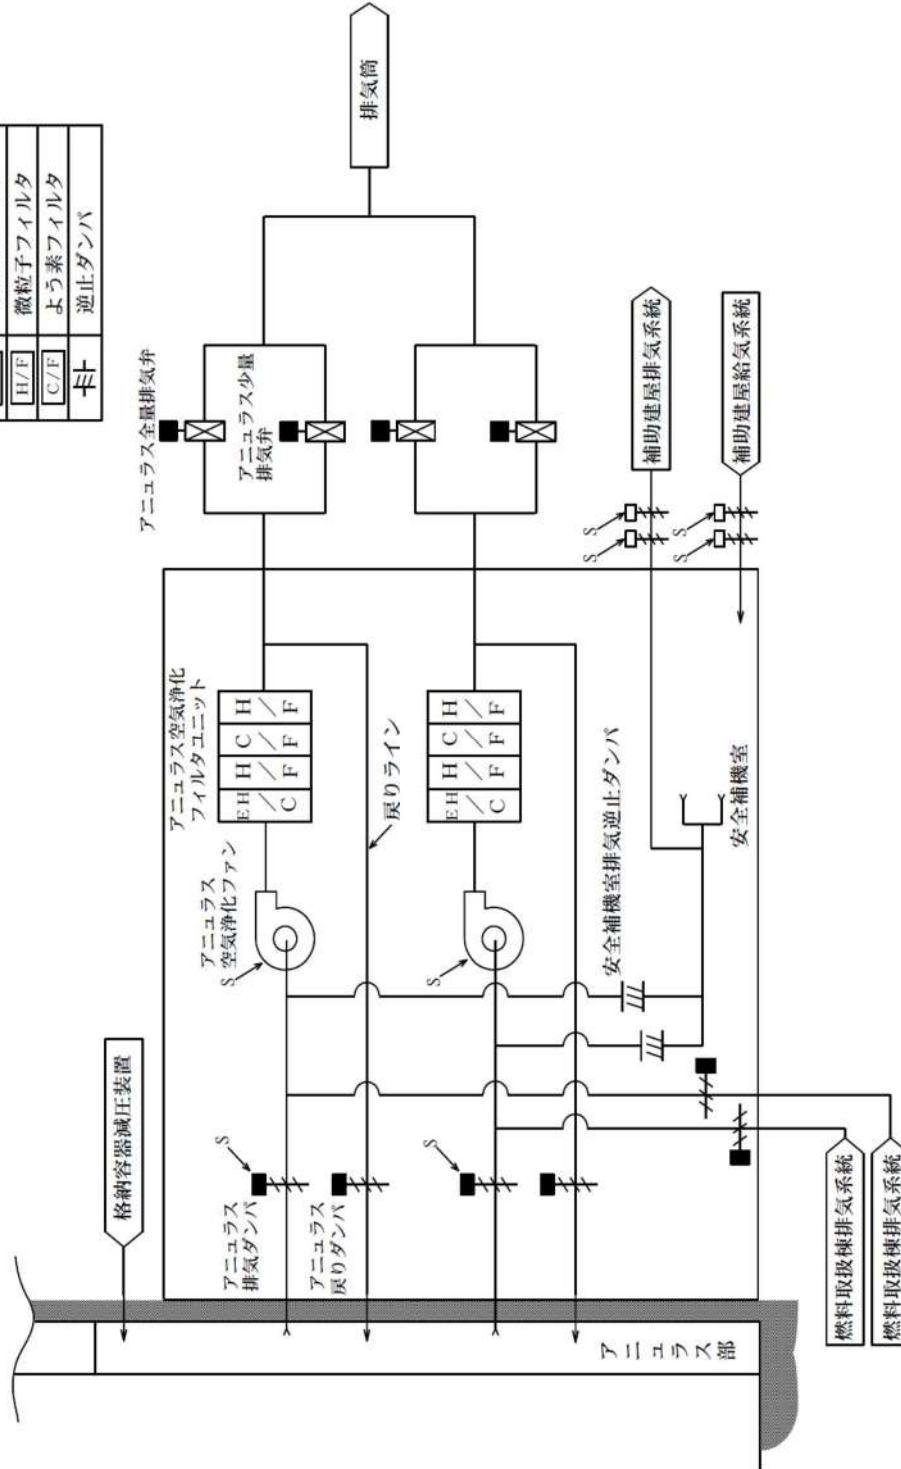 H/F 微粒子フィルタ
C/F よう素フィルタ
逆止ダンパ
排気筒
アニュラス全量排気弁
アニュラス少量
排気弁
補助建屋排気系統
補助建屋給気系統
S
S
S
S
アニュラス空気浄化
フィルタユニット
EH/C H/F C/F H/F
戻りライン
EH/C H/F C/F H/F
アニュラス
空気浄化ファン
S
S
安全補機室排気逆止ダンパ
安全補機室
格納容器減圧装置
S
アニュラス
排気ダンパ
アニュラス
戻りダンパ
S
アニュラス部
燃料取扱棟排気系統
燃料取扱棟排気系統